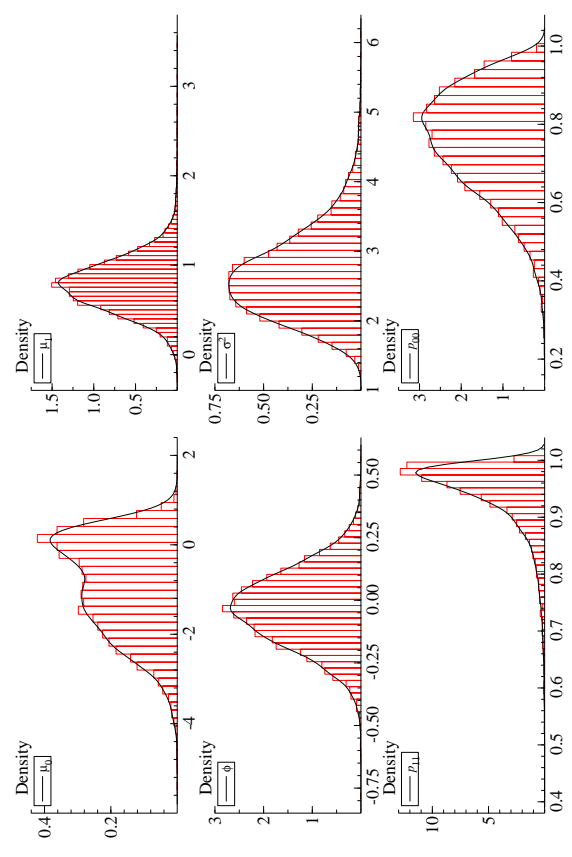 Density
μ₀
0.4
0.2
-4 -2 0 2
Density
μ₁
1.5
1.0
0.5
0 1 2 3
Density
ϕ
3
2
1
-0.75 -0.50 -0.25 0.00 0.25 0.50
Density
σ²
0.75
0.50
0.25
1 2 3 4 5 6
Density
p₁₁
10
5
0.4 0.5 0.6 0.7 0.8 0.9 1.0
Density
p₀₀
3
2
1
0.2 0.4 0.6 0.8 1.0